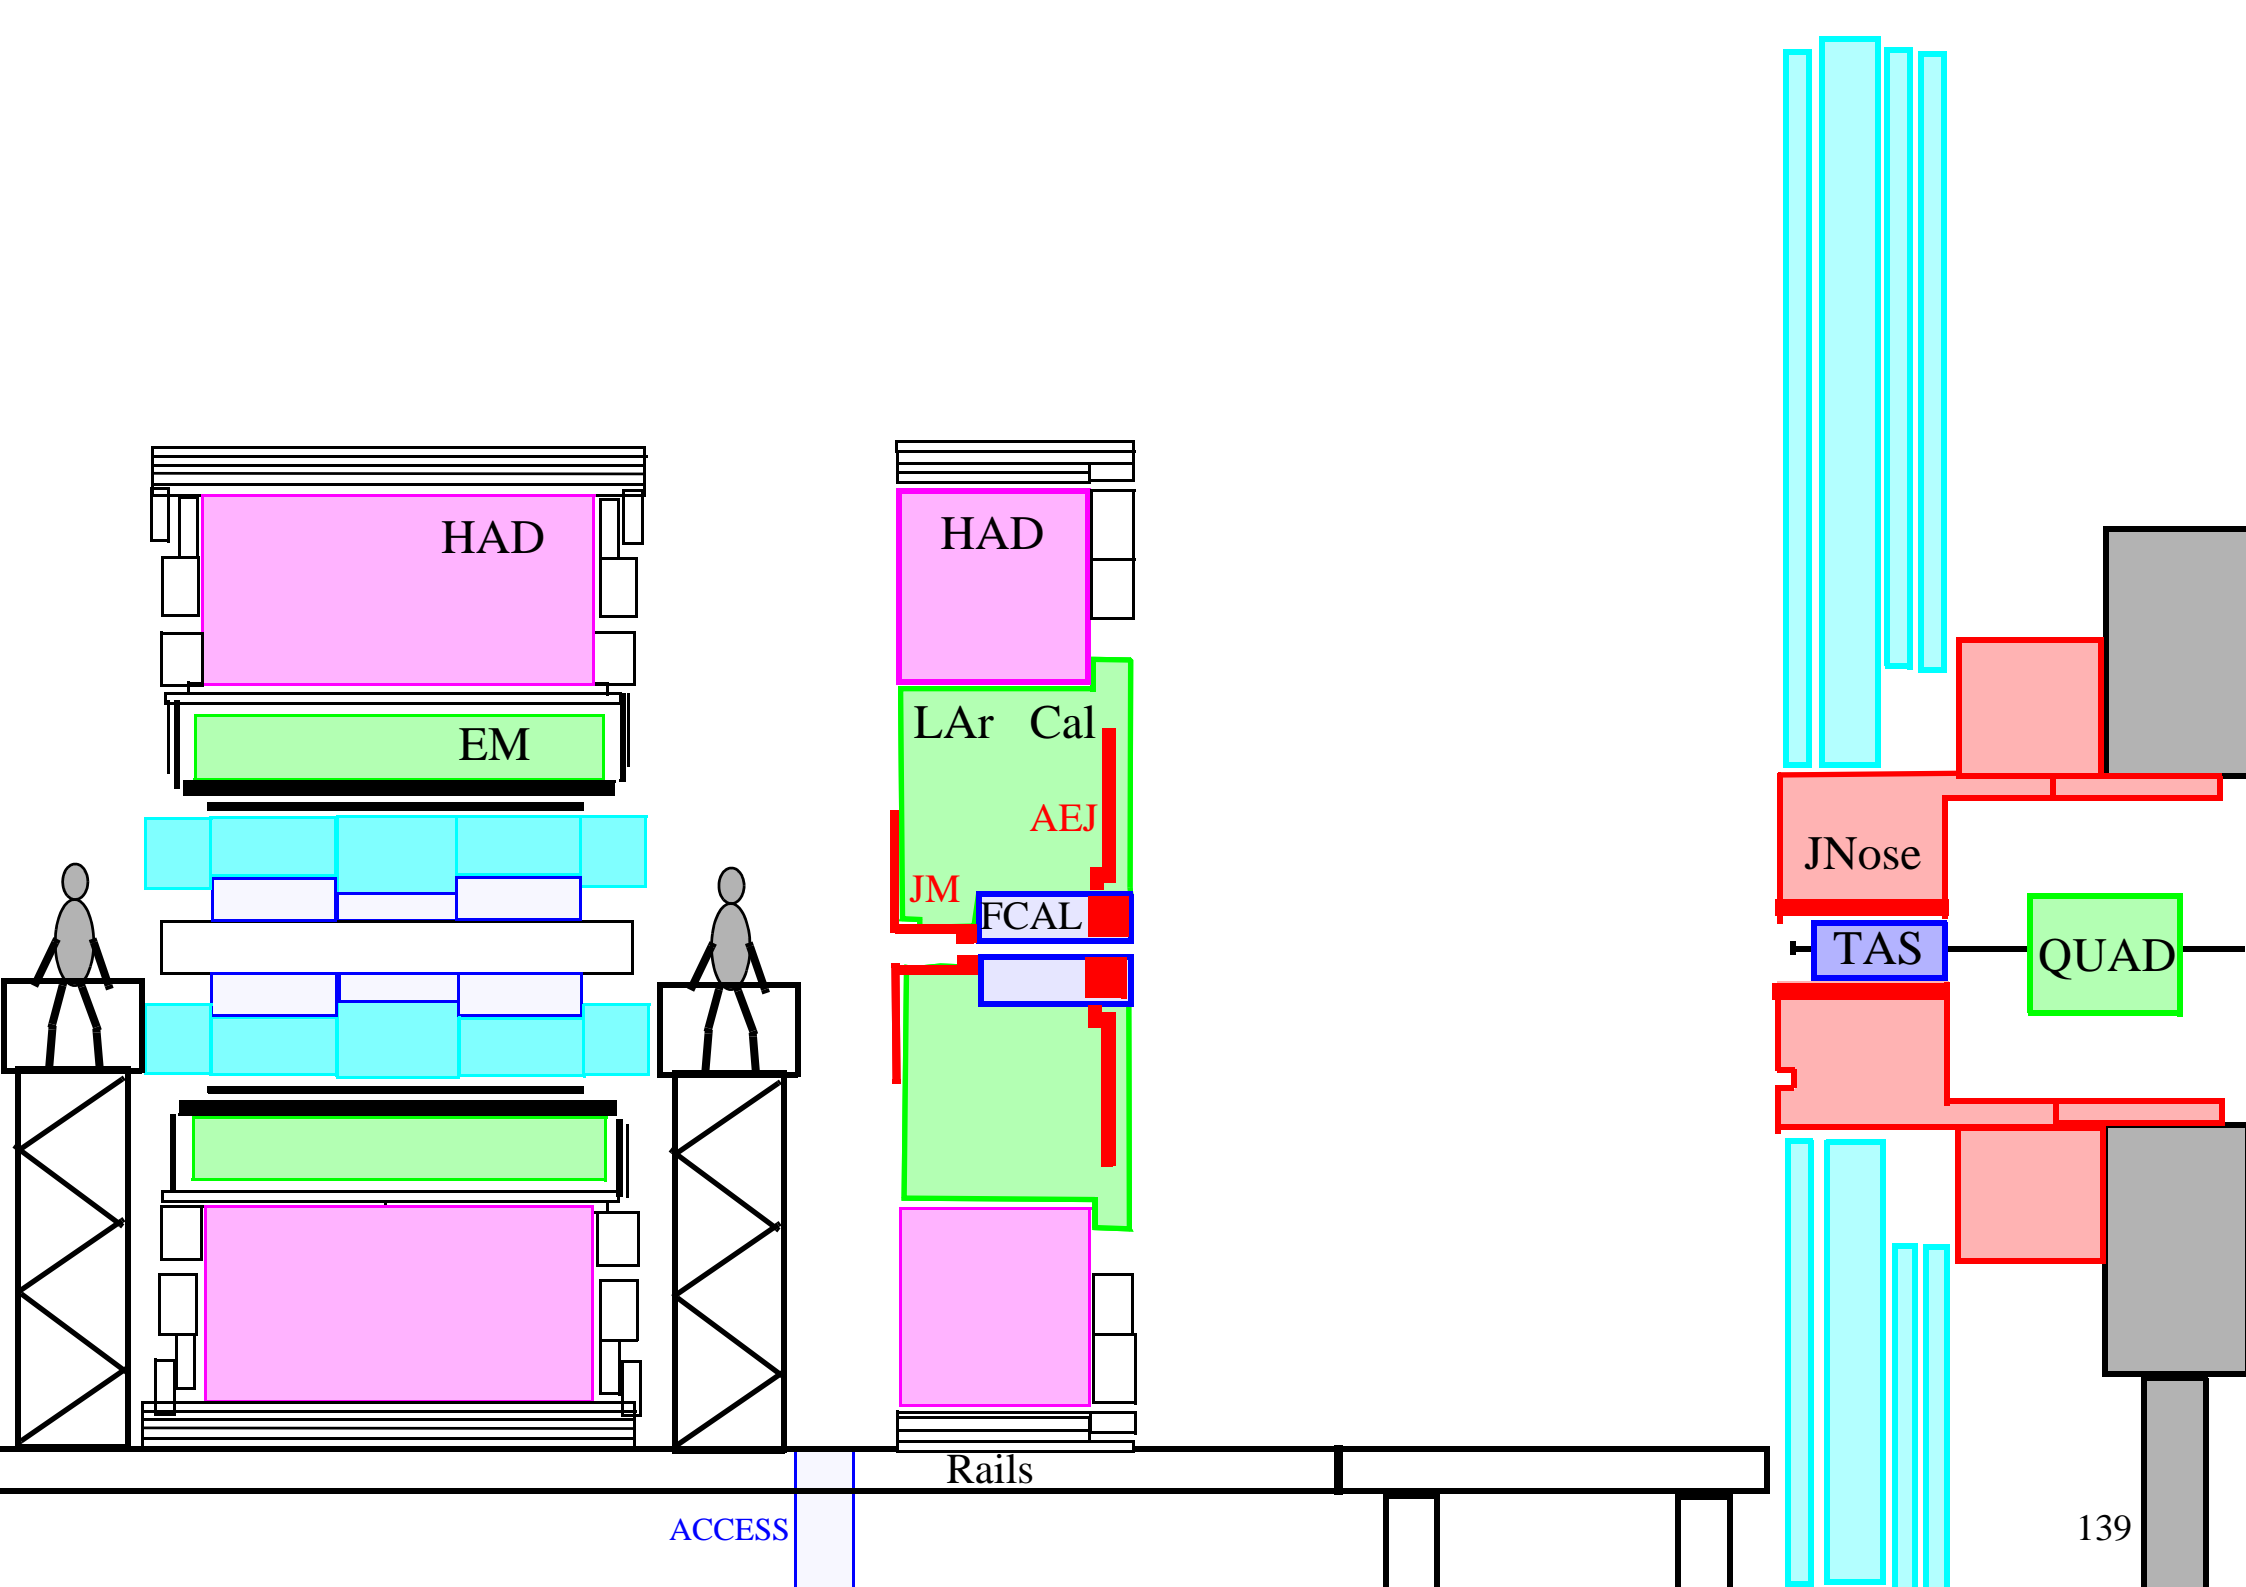 HAD
HAD
LAr Cal
EM
AEJ
JM
FCAL
JNose
TAS
QUAD
Rails
ACCESS
139